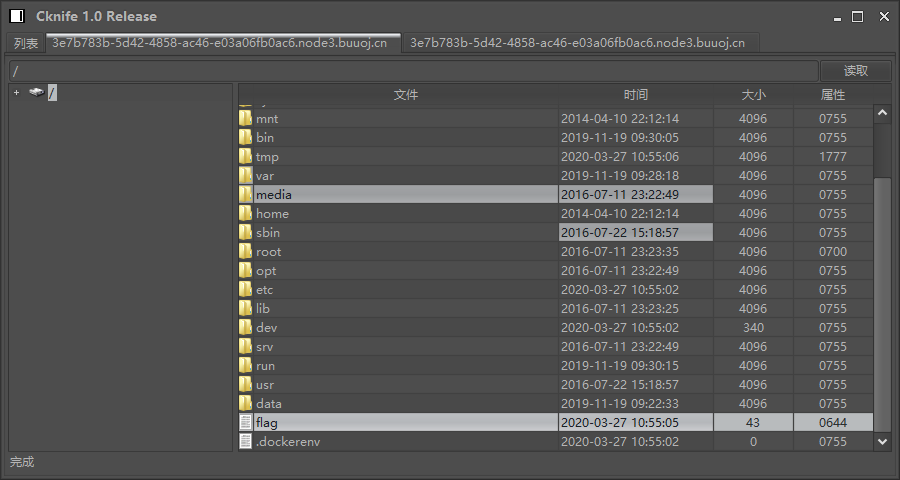 Cknife 1.0 Release
列表 3e7b783b-5d42-4858-ac46-e03a06fb0ac6.node3.buuoj.cn 3e7b783b-5d42-4858-ac46-e03a06fb0ac6.node3.buuoj.cn
/ 读取
+ /
文件 时间 大小 属性
mnt 2014-04-10 22:12:14 4096 0755
bin 2019-11-19 09:30:05 4096 0755
tmp 2020-03-27 10:55:06 4096 1777
var 2019-11-19 09:28:18 4096 0755
media 2016-07-11 23:22:49 4096 0755
home 2014-04-10 22:12:14 4096 0755
sbin 2016-07-22 15:18:57 4096 0755
root 2016-07-11 23:23:35 4096 0700
opt 2016-07-11 23:22:49 4096 0755
etc 2020-03-27 10:55:02 4096 0755
lib 2016-07-11 23:23:25 4096 0755
dev 2020-03-27 10:55:02 340 0755
srv 2016-07-11 23:22:49 4096 0755
run 2019-11-19 09:30:15 4096 0755
usr 2016-07-22 15:18:57 4096 0755
data 2019-11-19 09:22:33 4096 0755
flag 2020-03-27 10:55:05 43 0644
.dockerenv 2020-03-27 10:55:02 0 0755
完成